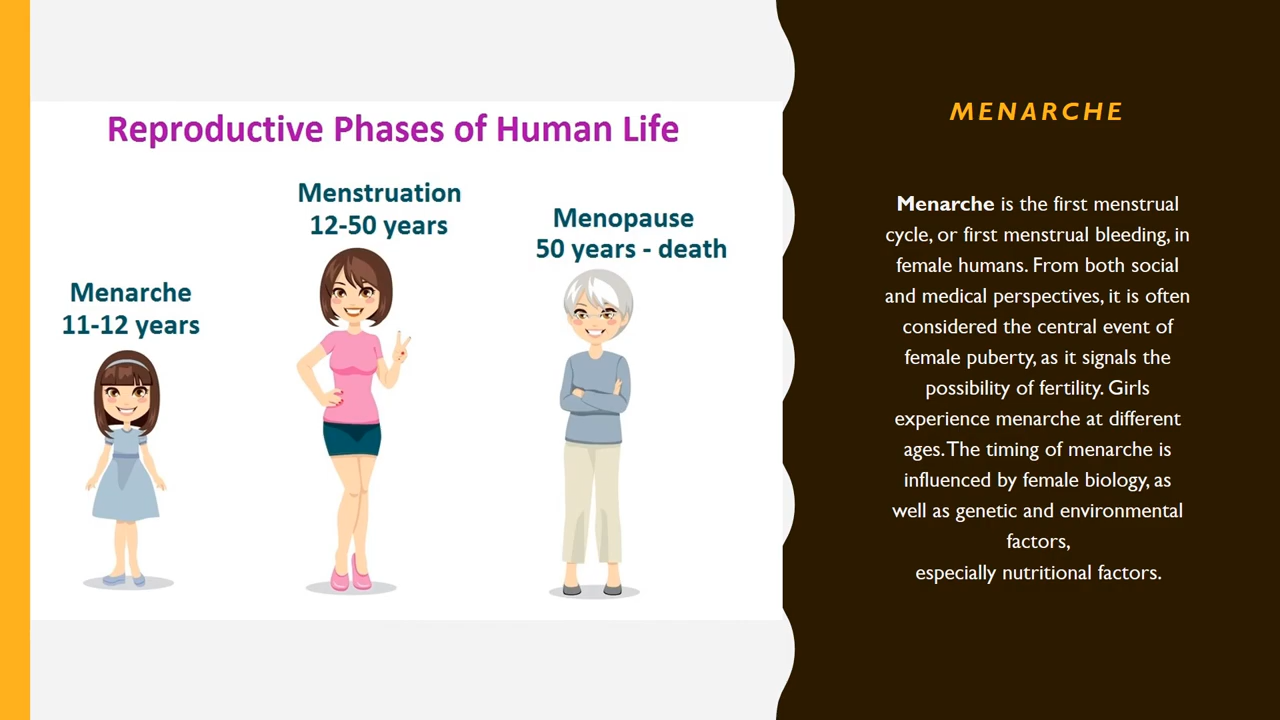 Reproductive Phases of Human Life
Menarche
11-12 years
Menstruation
12-50 years
Menopause
50 years - death
MENARCHE
Menarche is the first menstrual
cycle, or first menstrual bleeding, in
female humans. From both social
and medical perspectives, it is often
considered the central event of
female puberty, as it signals the
possibility of fertility. Girls
experience menarche at different
ages. The timing of menarche is
influenced by female biology, as
well as genetic and environmental
factors,
especially nutritional factors.